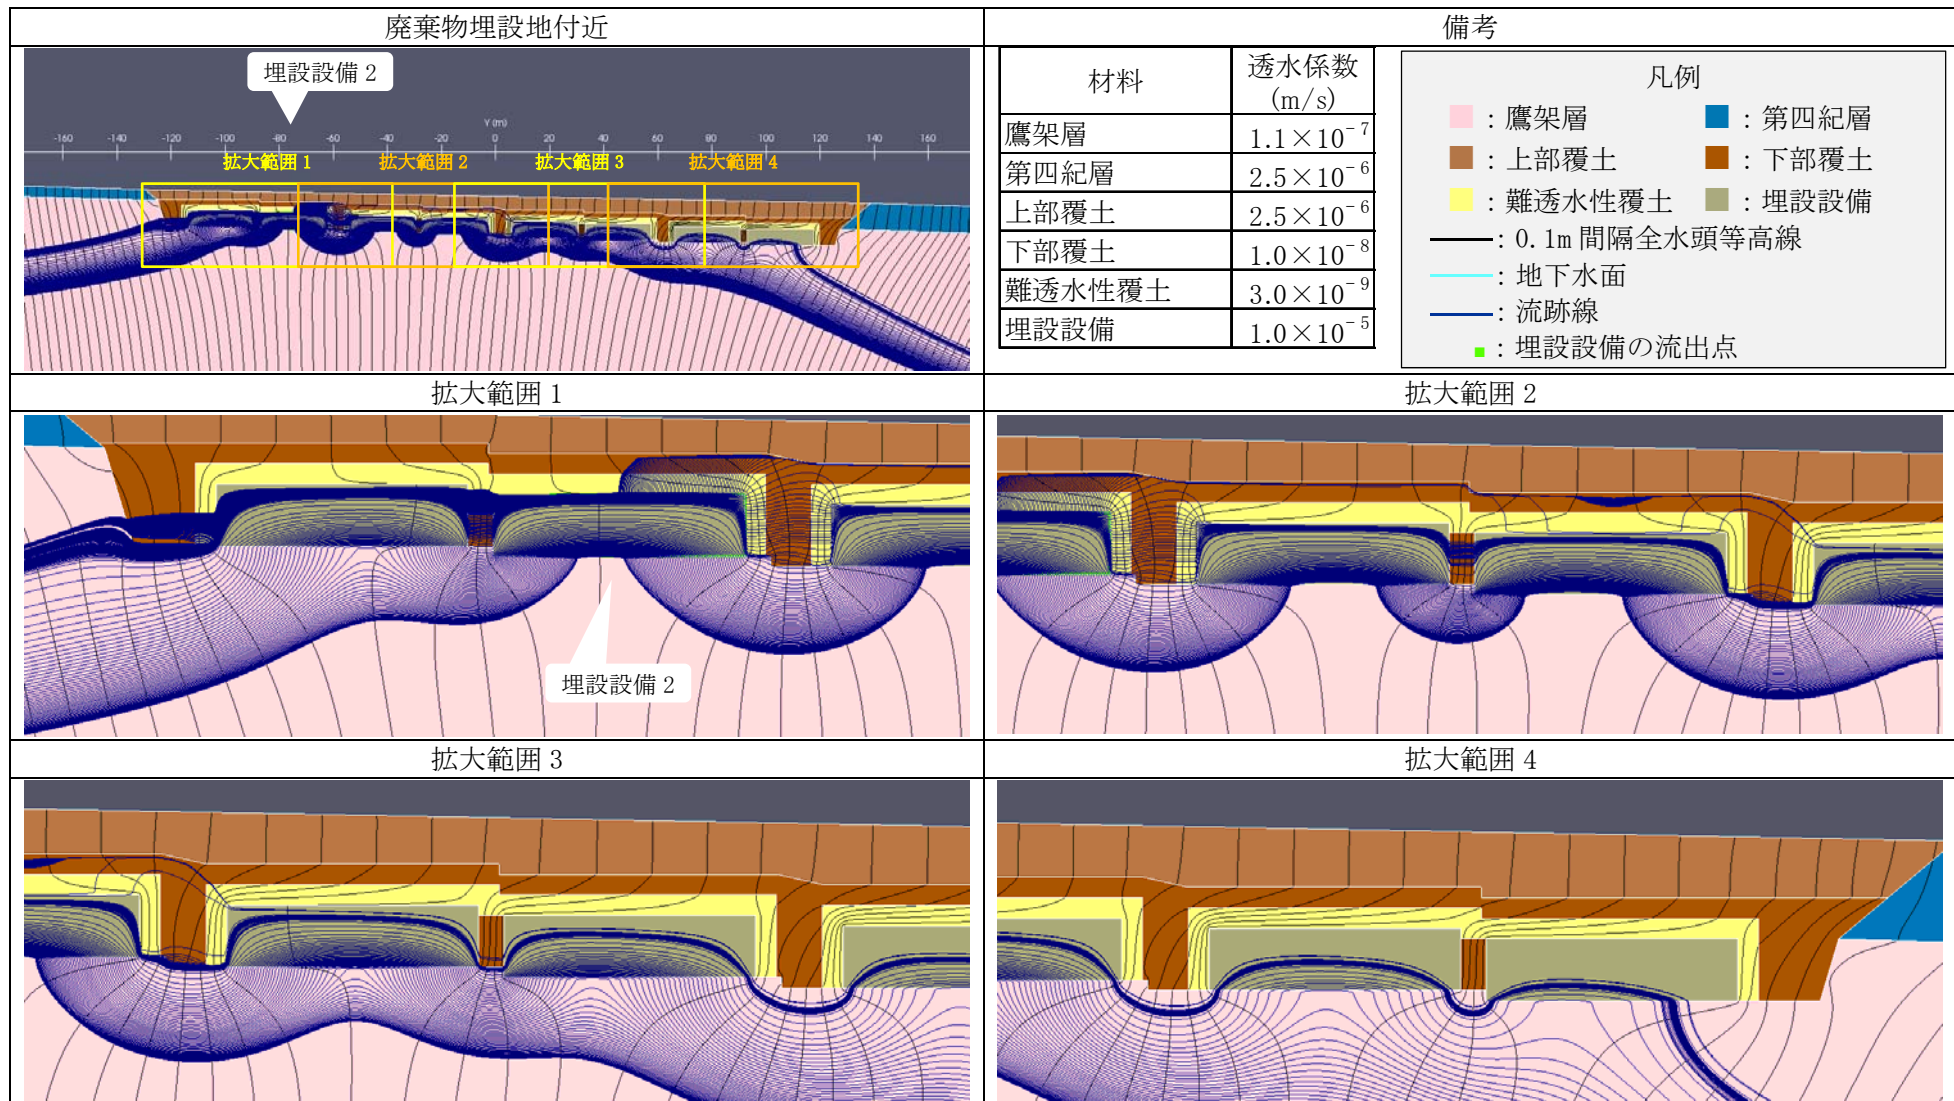 廃棄物埋設地付近
備考
埋設設備 2
Y (m)
-160 -140 -120 -100 -80 -60 -40 -20 0 20 40 60 80 100 120 140 160
拡大範囲 1 拡大範囲 2 拡大範囲 3 拡大範囲 4
材料 透水係数
(m/s)
鷹架層 1.1×10⁻⁷
第四紀層 2.5×10⁻⁶
上部覆土 2.5×10⁻⁶
下部覆土 1.0×10⁻⁸
難透水性覆土 3.0×10⁻⁹
埋設設備 1.0×10⁻⁵
凡例
：鷹架層 ：第四紀層
：上部覆土 ：下部覆土
：難透水性覆土 ：埋設設備
：0.1m 間隔全水頭等高線
：地下水面
：流跡線
：埋設設備の流出点
拡大範囲 1
拡大範囲 2
埋設設備 2
拡大範囲 3
拡大範囲 4